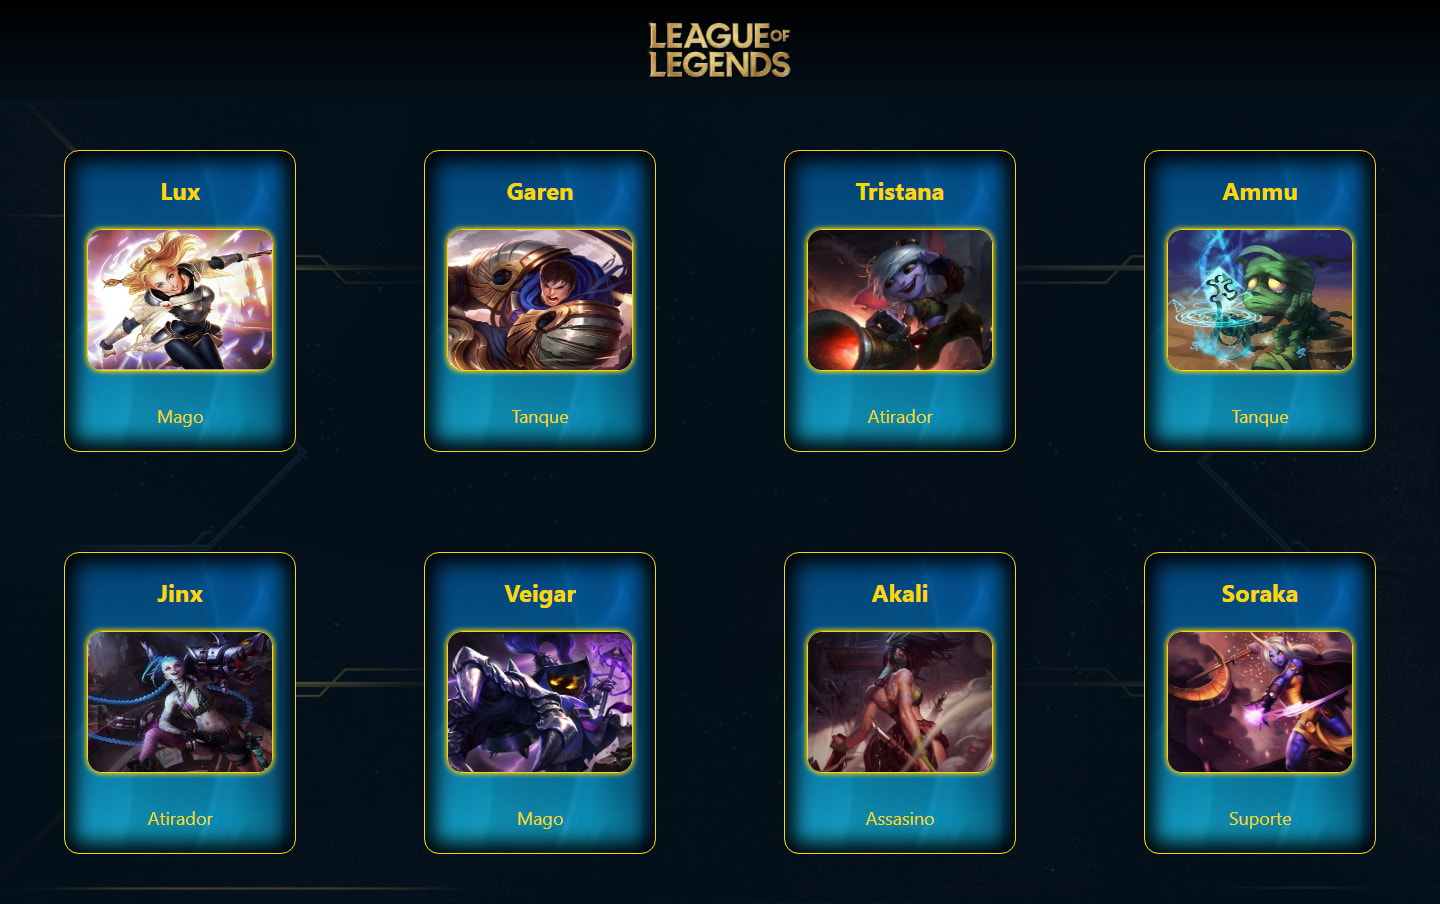 LEAGUE OF
LEGENDS
Lux
Garen
Tristana
Ammu
Mago
Tanque
Atirador
Tanque
Jinx
Veigar
Akali
Soraka
Atirador
Mago
Assasino
Suporte